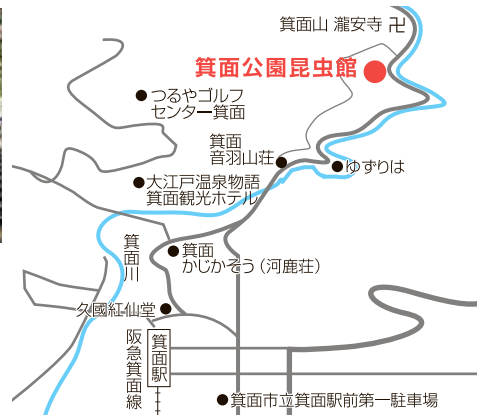 箕面山 瀧安寺 卍
箕面公園昆虫館
つるやゴルフ
センター箕面
箕面
音羽山荘
ゆずりは
大江戸温泉物語
箕面観光ホテル
箕面川
箕面
かじかそう（河鹿荘）
久國紅仙堂
阪急箕面線
箕面駅
箕面市立箕面駅前第一駐車場